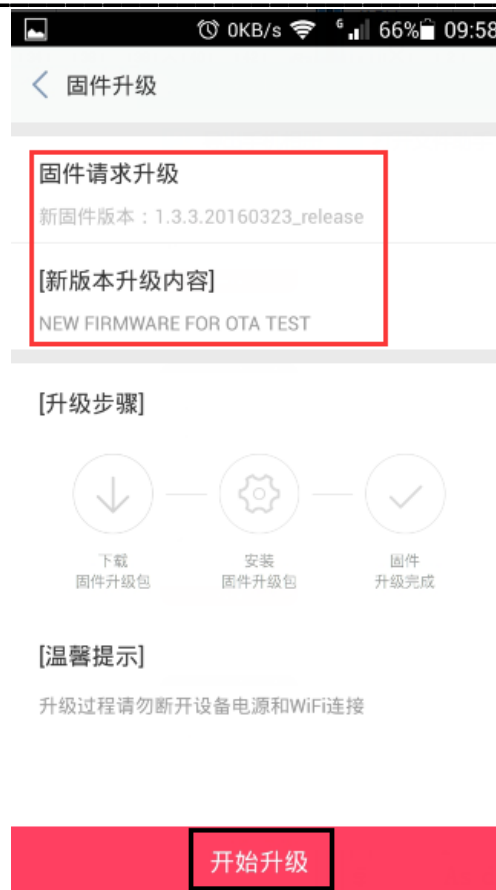 0KB/s G 66% 09:58
固件升级
固件请求升级
新固件版本：1.3.3.20160323_release
[新版本升级内容]
NEW FIRMWARE FOR OTA TEST
[升级步骤]
下载 安装 固件
固件升级包 固件升级包 升级完成
[温馨提示]
升级过程请勿断开设备电源和WiFi连接
开始升级